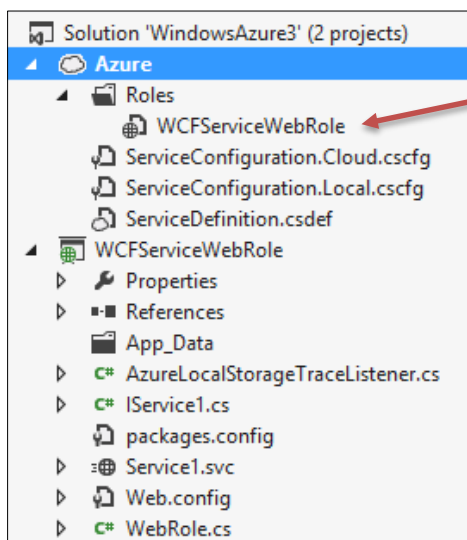 Solution 'WindowsAzure3' (2 projects)
Azure
Roles
WCFServiceWebRole
ServiceConfiguration.Cloud.cscfg
ServiceConfiguration.Local.cscfg
ServiceDefinition.csdef
WCFServiceWebRole
Properties
References
App_Data
C# AzureLocalStorageTraceListener.cs
C# IService1.cs
packages.config
Service1.svc
Web.config
C# WebRole.cs